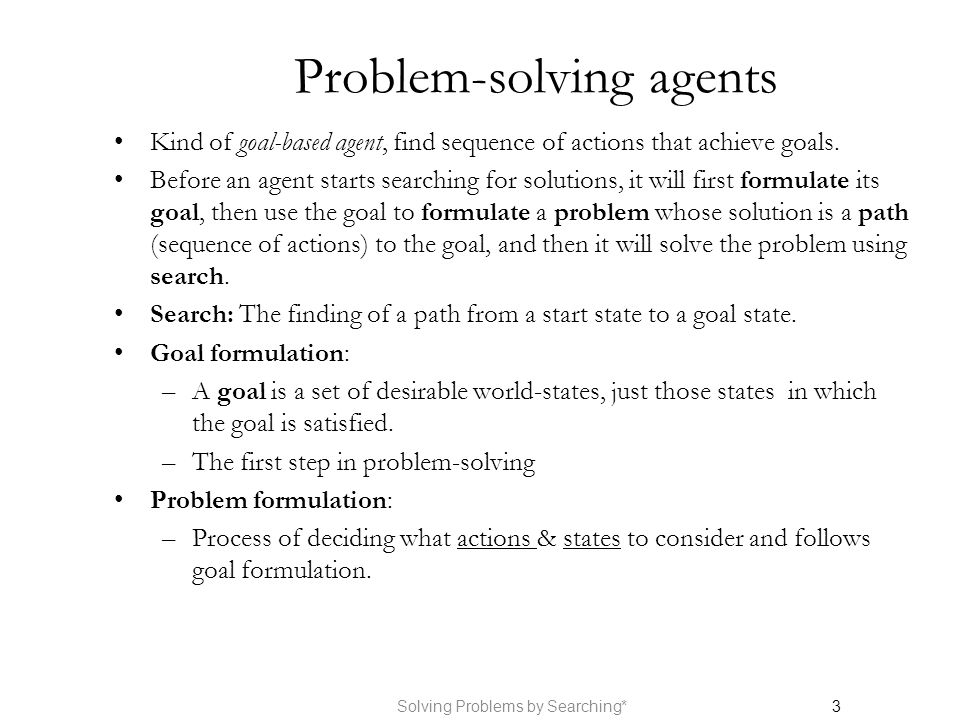 Problem-solving agents
• Kind of goal-based agent, find sequence of actions that achieve goals.
• Before an agent starts searching for solutions, it will first formulate its
goal, then use the goal to formulate a problem whose solution is a path
(sequence of actions) to the goal, and then it will solve the problem using
search.
• Search: The finding of a path from a start state to a goal state.
• Goal formulation:
– A goal is a set of desirable world-states, just those states in which
the goal is satisfied.
– The first step in problem-solving
• Problem formulation:
– Process of deciding what actions & states to consider and follows
goal formulation.
Solving Problems by Searching* 3